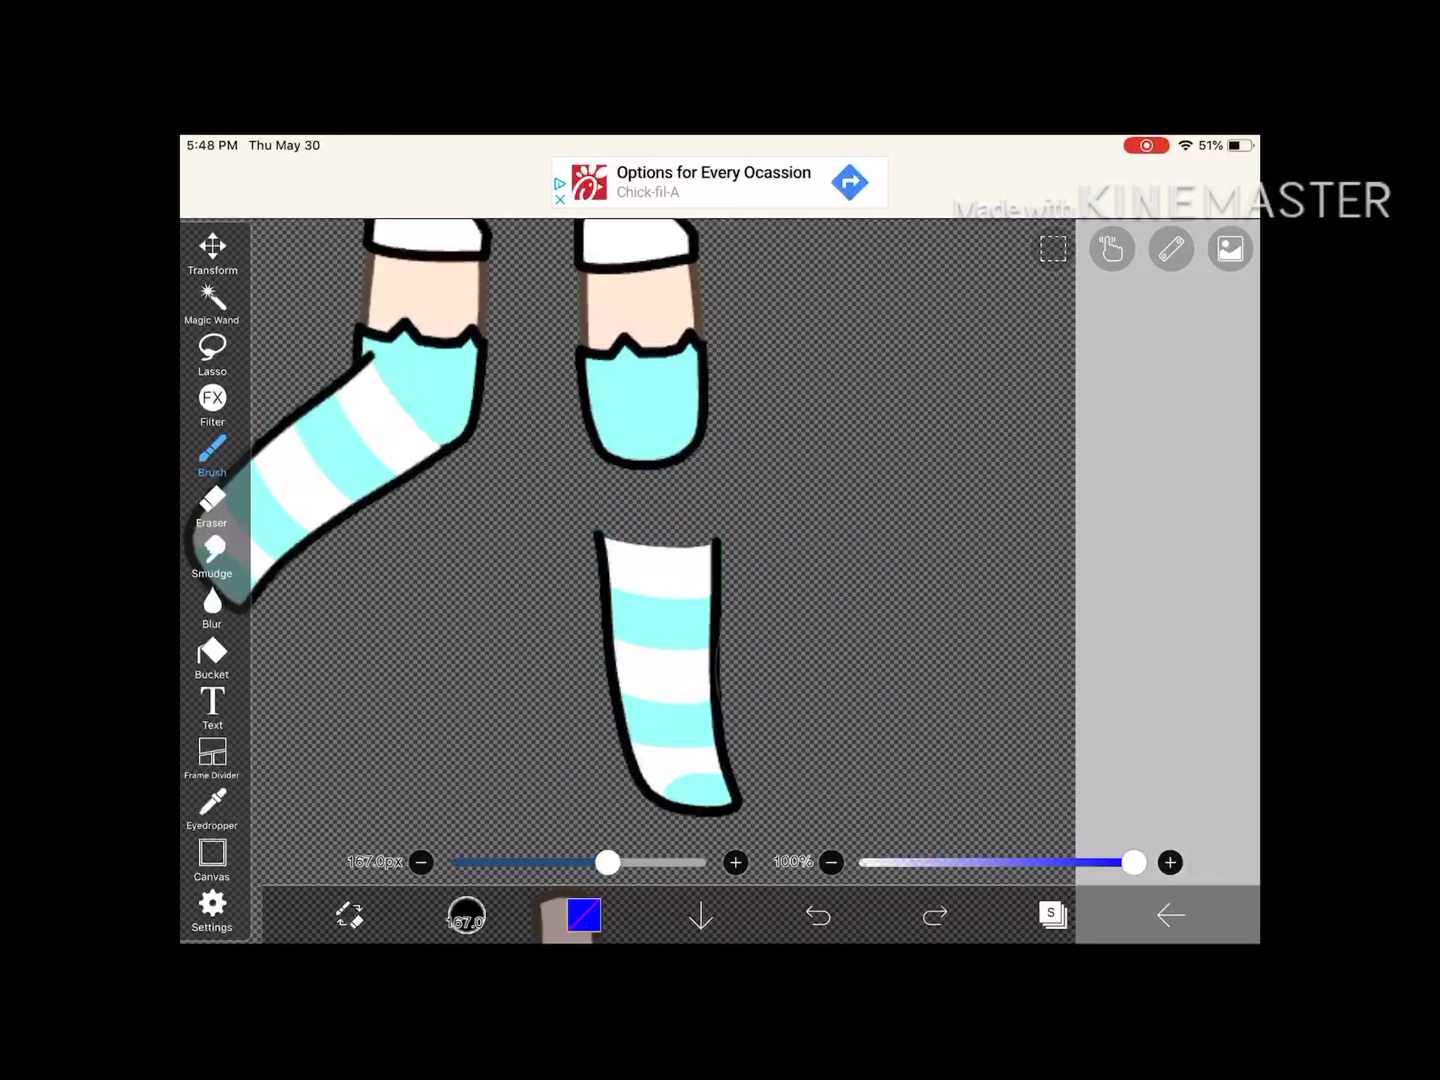 5:48 PM Thu May 30
51%
Options for Every Ocassion
Chick-fil-A
Made with KINEMASTER
Transform
Magic Wand
Lasso
FX
Filter
Brush
Eraser
Smudge
Blur
Bucket
T
Text
Frame Divider
Eyedropper
Canvas
Settings
167.0px
100%
167.0
S